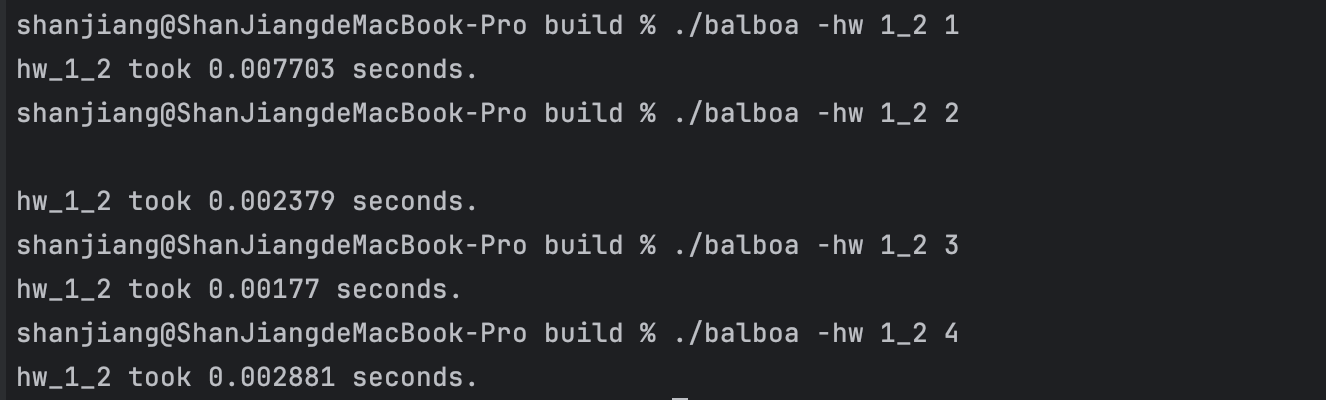 shanjiang@ShanJiangdeMacBook-Pro build % ./balboa -hw 1_2 1
hw_1_2 took 0.007703 seconds.
shanjiang@ShanJiangdeMacBook-Pro build % ./balboa -hw 1_2 2
hw_1_2 took 0.002379 seconds.
shanjiang@ShanJiangdeMacBook-Pro build % ./balboa -hw 1_2 3
hw_1_2 took 0.00177 seconds.
shanjiang@ShanJiangdeMacBook-Pro build % ./balboa -hw 1_2 4
hw_1_2 took 0.002881 seconds.